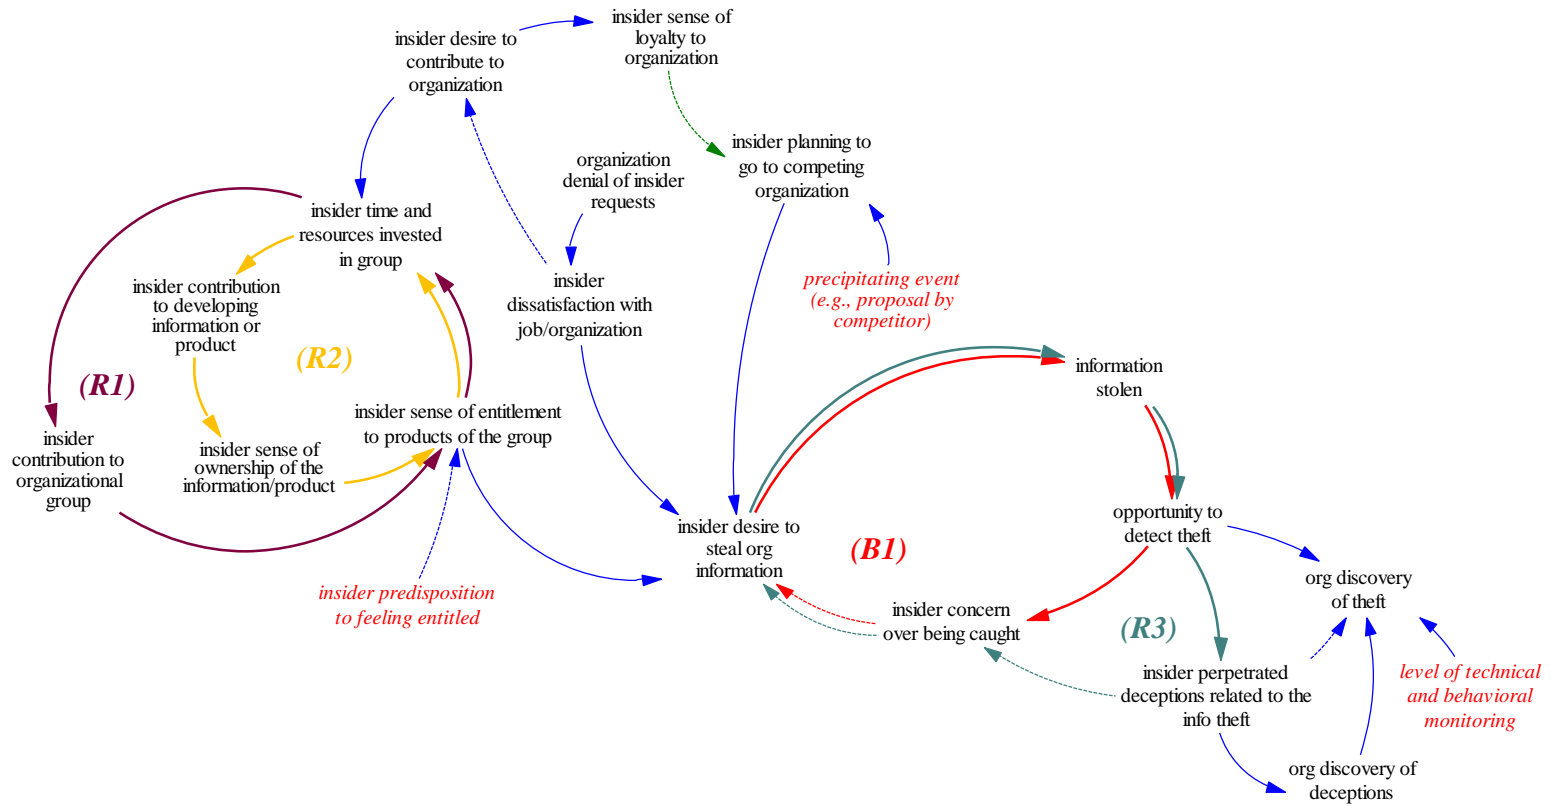 insider desire to
contribute to
organization
insider sense of
loyalty to
organization
insider planning to
go to competing
organization
organization
denial of insider
requests
insider time and
resources invested
in group
insider
dissatisfaction with
job/organization
precipitating event
(e.g., proposal by
competitor)
insider contribution
to developing
information or
product
(R2)
(R1)
information
stolen
insider sense of entitlement
to products of the group
insider
contribution to
organizational
group
insider sense of
ownership of the
information/product
insider desire to
steal org
information
(B1)
opportunity to
detect theft
insider predisposition
to feeling entitled
insider concern
over being caught
(R3)
org discovery
of theft
insider perpetrated
deceptions related to the
info theft
level of technical
and behavioral
monitoring
org discovery of
deceptions